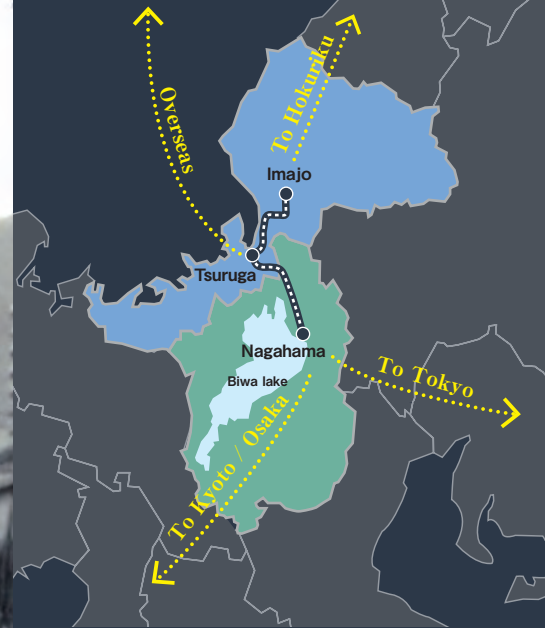 To Hokuriku
Overseas
Imajo
Tsuruga
Nagahama
To Tokyo
Biwa lake
To Kyoto / Osaka